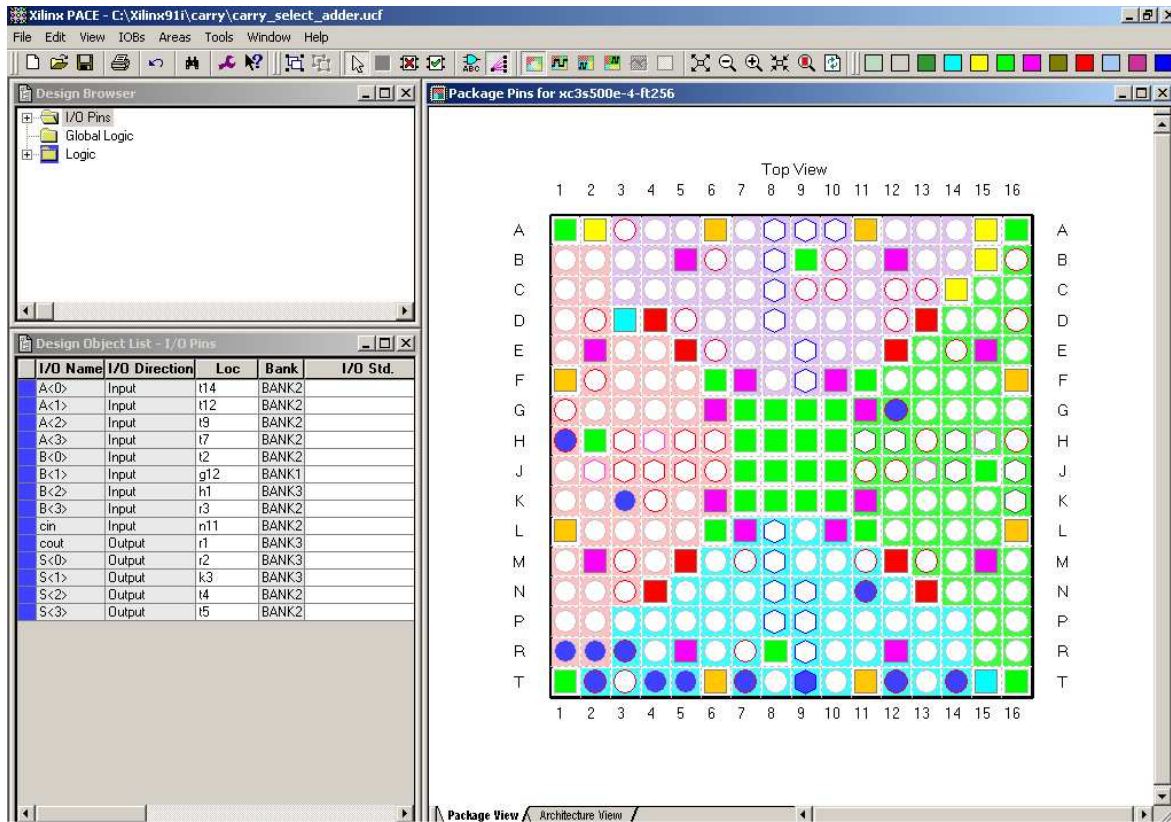 Xilinx PACE - C:\Xilinx91i\carry\carry_select_adder.ucf
File Edit View IOBs Areas Tools Window Help
ABC
Design Browser
I/O Pins
Global Logic
Logic
Design Object List - I/O Pins
I/O Name I/O Direction Loc Bank I/O Std.
A<0> Input t14 BANK2
A<1> Input t12 BANK2
A<2> Input t9 BANK2
A<3> Input t7 BANK2
B<0> Input t2 BANK2
B<1> Input g12 BANK1
B<2> Input h1 BANK3
B<3> Input r3 BANK3
cin Input n11 BANK2
cout Output r1 BANK3
S<0> Output r2 BANK3
S<1> Output k3 BANK3
S<2> Output t4 BANK2
S<3> Output t5 BANK2
Package Pins for xc3s500e-4-ft256
Top View
1 2 3 4 5 6 7 8 9 10 11 12 13 14 15 16
A A
B B
C C
D D
E E
F F
G G
H H
J J
K K
L L
M M
N N
P P
R R
T T
1 2 3 4 5 6 7 8 9 10 11 12 13 14 15 16
Package View Architecture View